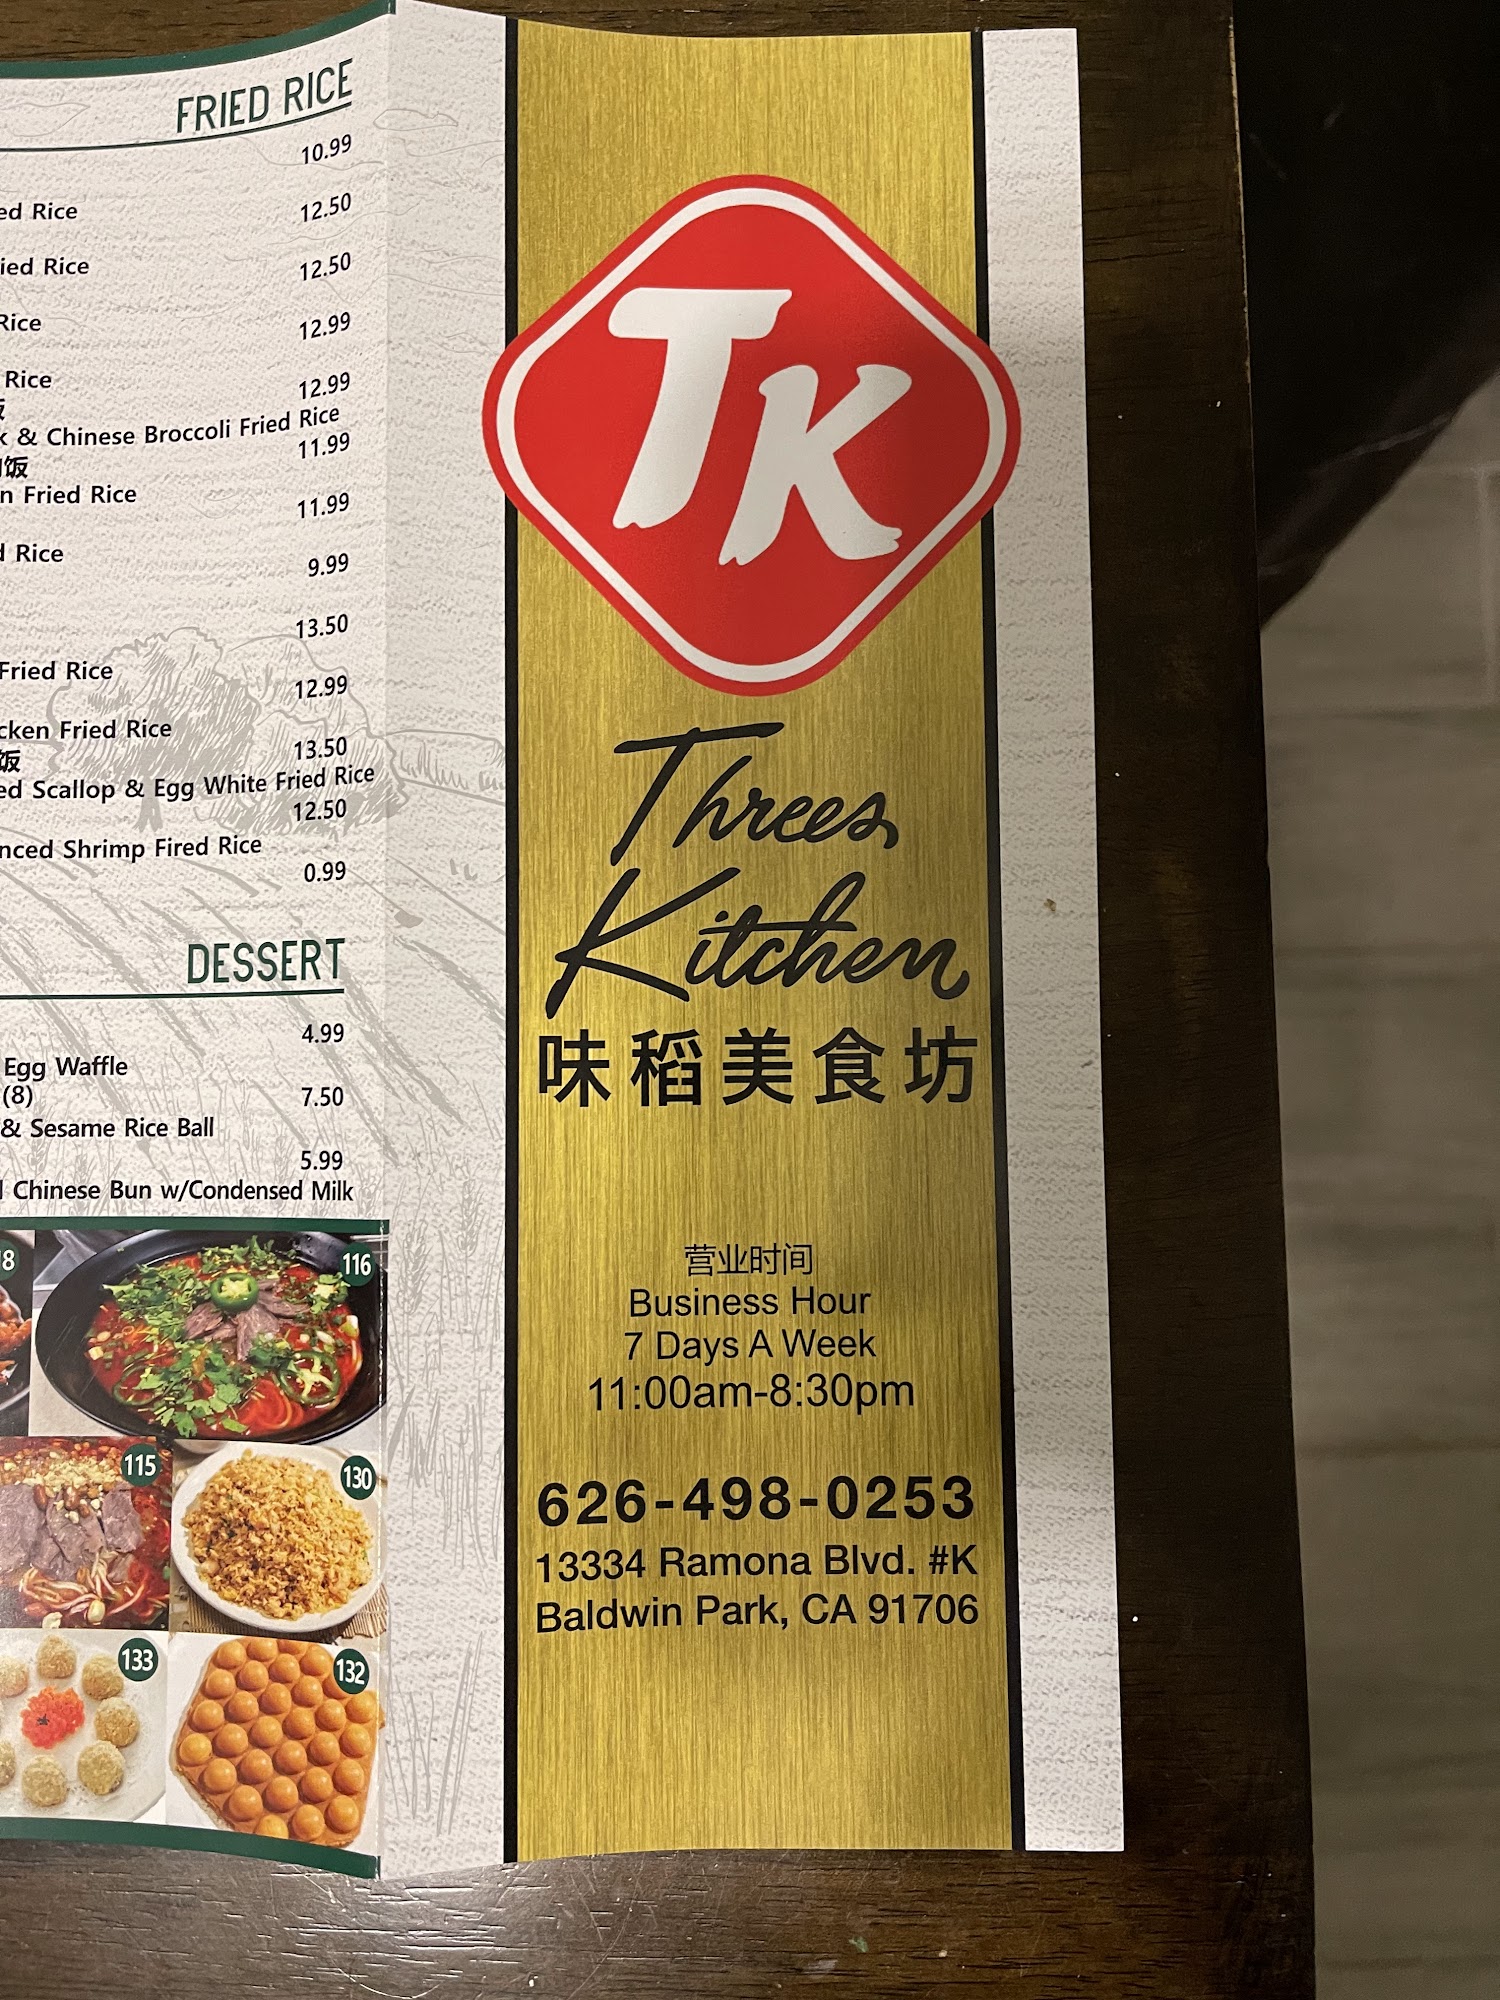 FRIED RICE
10.99
Rice
12.50
Rice
12.50
Rice
12.99
Rice
12.99
& Chinese Broccoli Fried Rice
11.99
饭
Fried Rice
11.99
Rice
9.99
13.50
Fried Rice
12.99
Fried Rice
13.50
饭
Scallop & Egg White Fried Rice
12.50
Shrimp Fired Rice
0.99
DESSERT
4.99
Egg Waffle
(8)
7.50
& Sesame Rice Ball
5.99
Chinese Bun w/Condensed Milk
116
115
130
133
132
TK
Threes
Kitchen
味稻美食坊
营业时间
Business Hour
7 Days A Week
11:00am-8:30pm
626-498-0253
13334 Ramona Blvd. #K
Baldwin Park, CA 91706